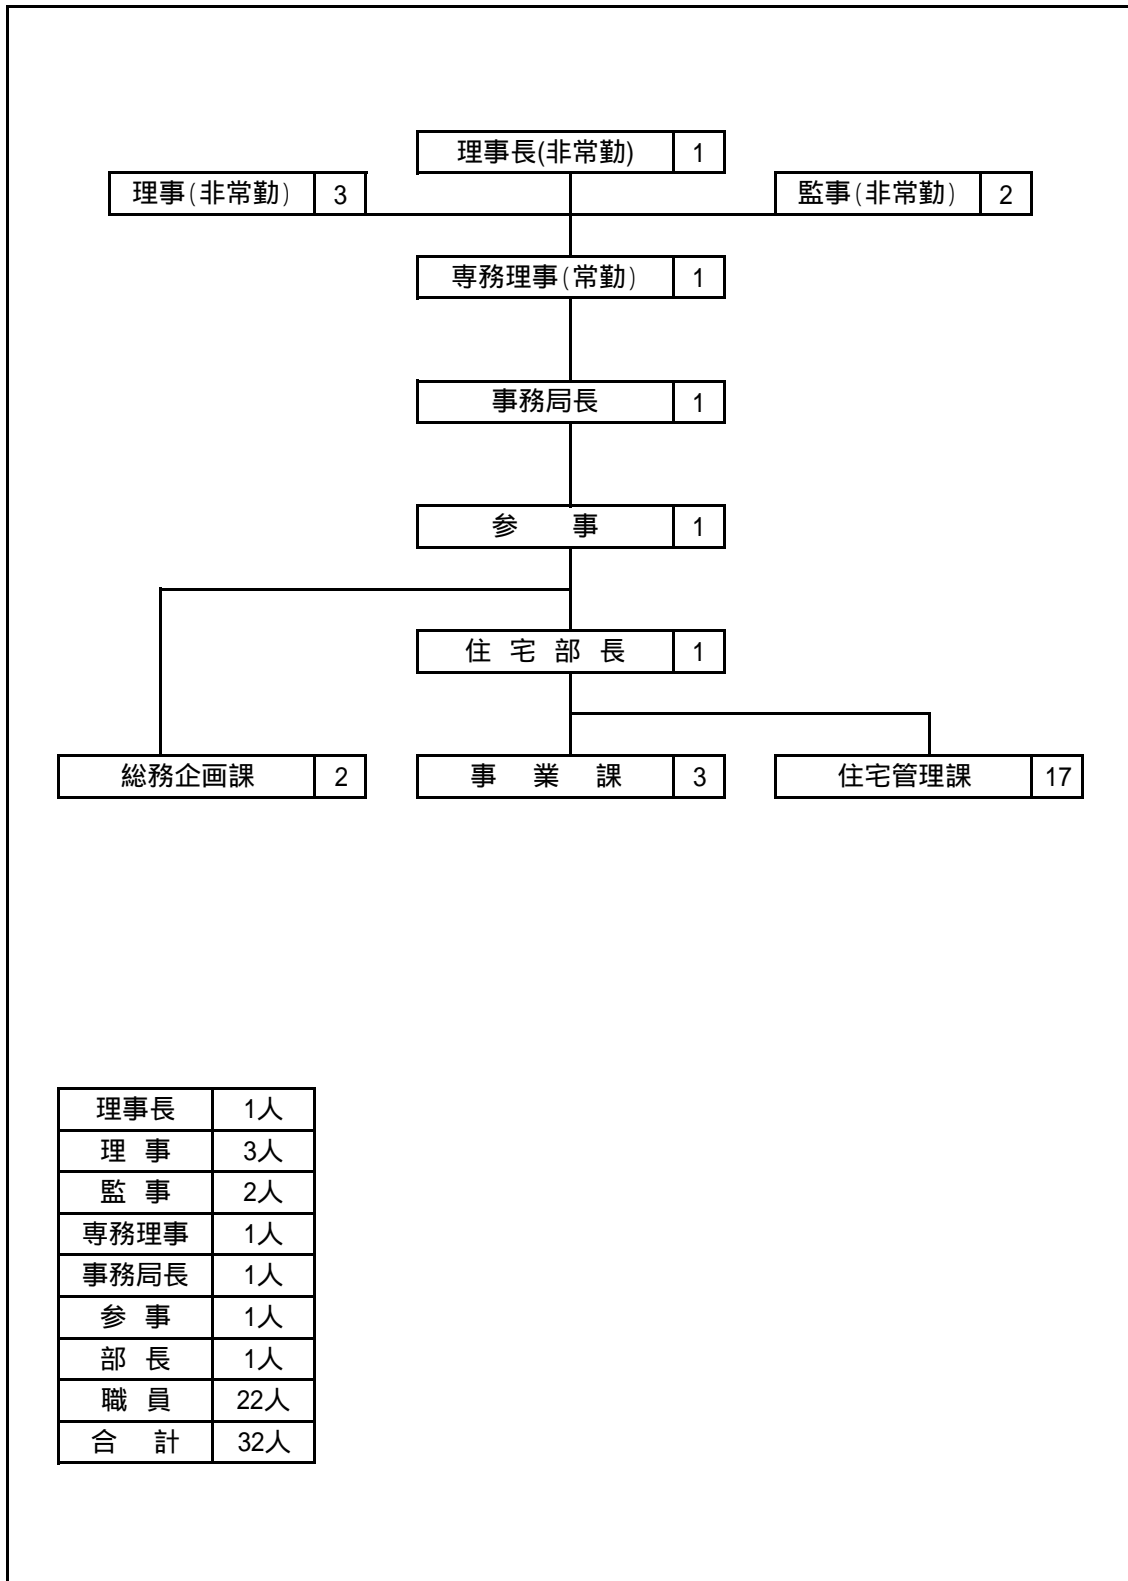 理事長(非常勤) 1
理事(非常勤) 3 監事(非常勤) 2
専務理事(常勤) 1
事務局長 1
参 事 1
住 宅 部 長 1
総務企画課 2 事 業 課 3 住宅管理課 17
理事長 1人
理 事 3人
監 事 2人
専務理事 1人
事務局長 1人
参 事 1人
部 長 1人
職 員 22人
合 計 32人